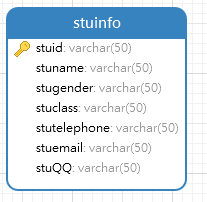 stuinfo
stuid: varchar(50)
stuname: varchar(50)
stugender: varchar(50)
stuclass: varchar(50)
stutelephone: varchar(50)
stuemail: varchar(50)
stuQQ: varchar(50)